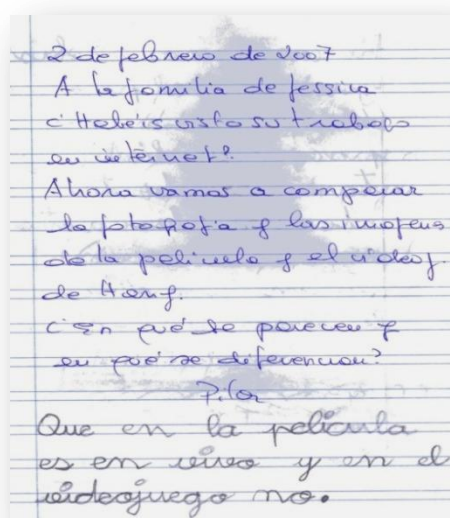 2 de febrero de 2007
A la familia de Jessica
¿Habéis visto su trabajo
en internet?
Ahora vamos a comparar
la fotografía y las imágenes
de la película y el videoj.
de Harry.
¿En qué se parecen y
en qué se diferencian?
Pilar
Que en la película
es en vivo y en el
videojuego no.